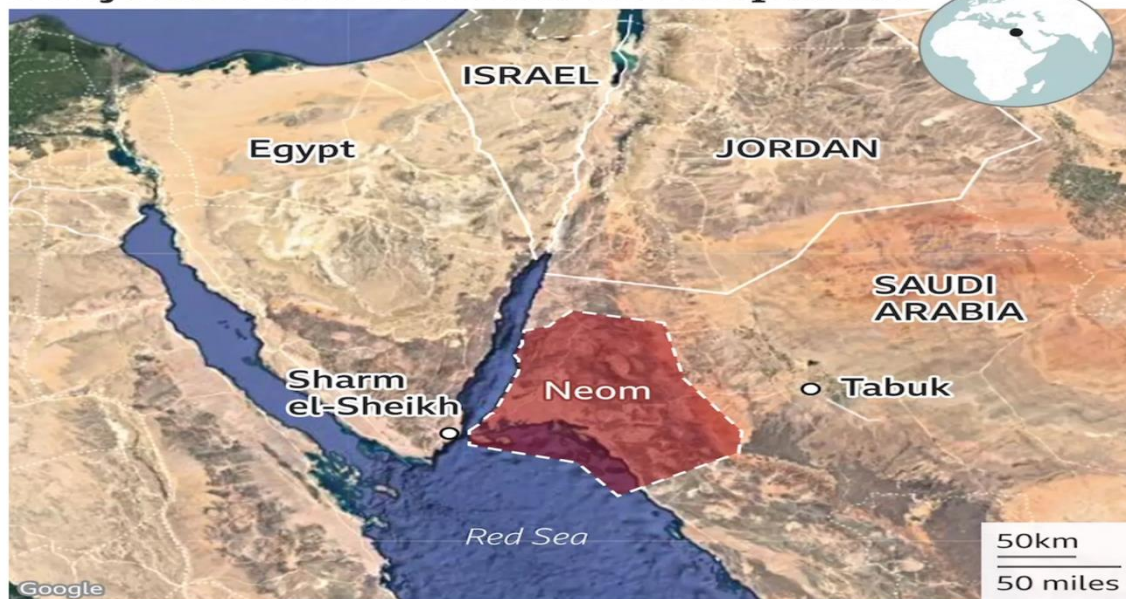 ISRAEL
Egypt
JORDAN
SAUDI
ARABIA
Sharm
el-Sheikh
Neom
Tabuk
Red Sea
50km
50 miles
Google